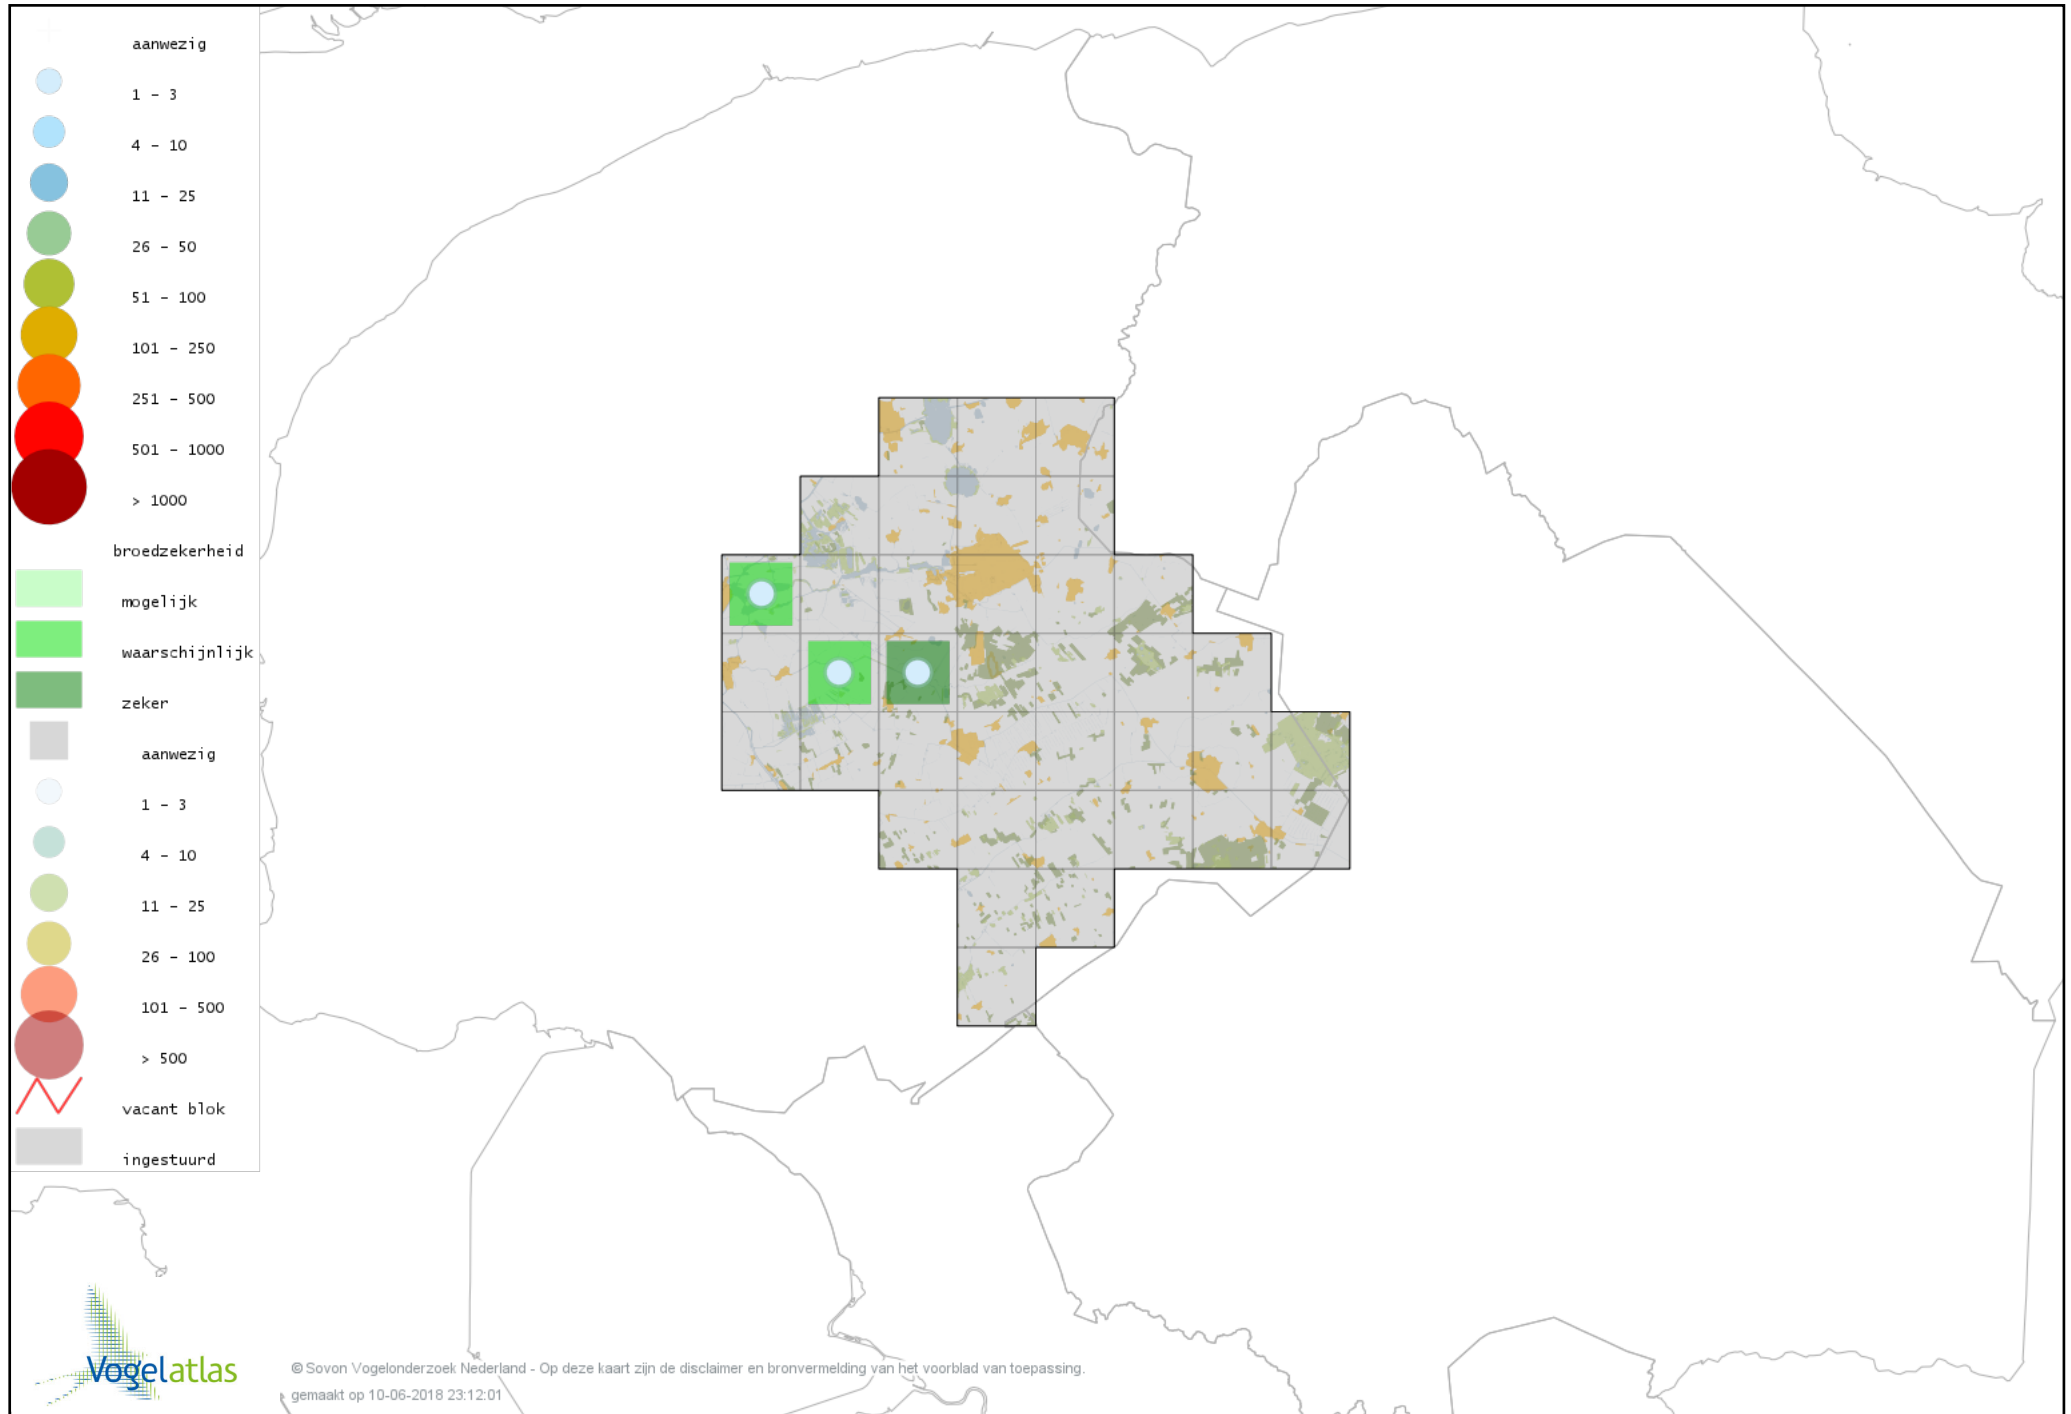 aanwezig
1 - 3
4 - 10
11 - 25
26 - 50
51 - 100
101 - 250
251 - 500
501 - 1000
> 1000
broedzekerheid
mogelijk
waarschijnlijk
zeker
aanwezig
1 - 3
4 - 10
11 - 25
26 - 100
101 - 500
> 500
vacant blok
ingestuurd
Vogelatlas
© Sovon Vogelonderzoek Nederland - Op deze kaart zijn de disclaimer en bronvermelding van het voorblad van toepassing.
gemaakt op 10-06-2018 23:12:01